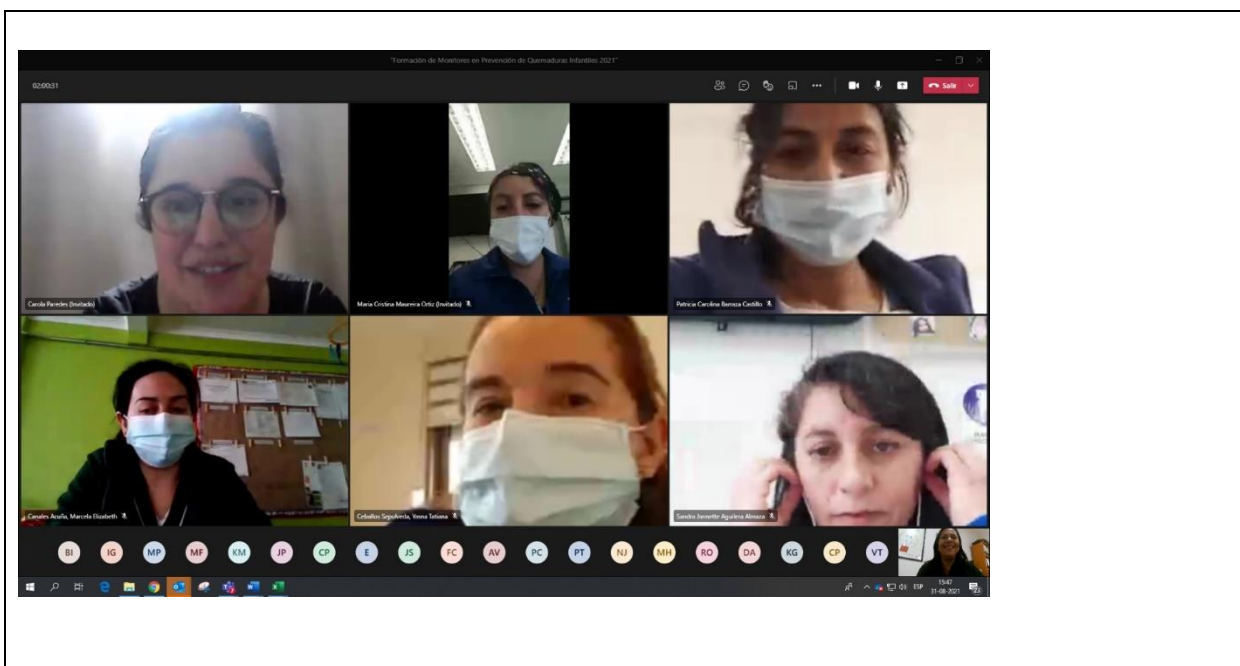 "Formación de Monitores en Prevención de Quemaduras Infantiles 2021"
02:00:31
Salir
Carola Paredes (Invitado)
Maria Cristina Maureira Ortiz (Invitado)
Patricia Carolina Barraza Castillo
Canales Acuña, Marcela Elizabeth
Ceballos Sepulveda, Yenna Tatiana
Sandra Jannette Aguilera Almaza
BI IG MP MF KM JP CP E JS FC AV PC PT NJ MH RO DA KG CP VT
ESP
15:47
31-08-2021